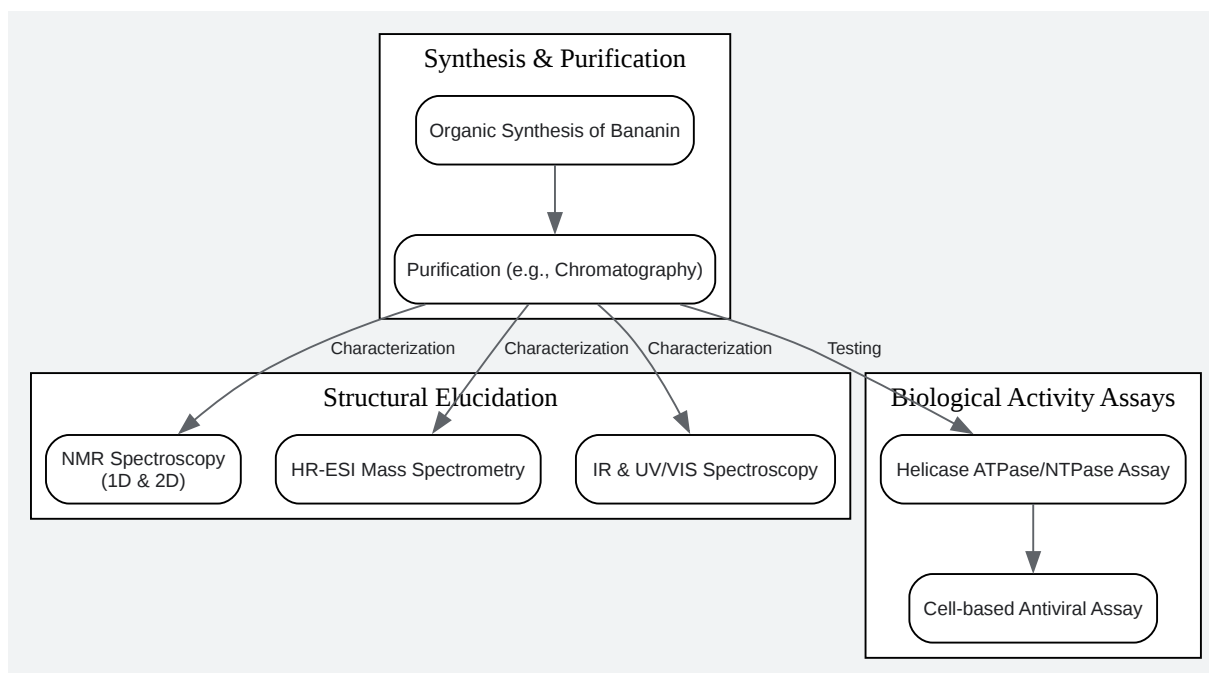 Synthesis & Purification
Organic Synthesis of Bananin
Purification (e.g., Chromatography)
Characterization
Characterization
Characterization
Testing
Structural Elucidation
NMR Spectroscopy
(1D & 2D)
HR-ESI Mass Spectrometry
IR & UV/VIS Spectroscopy
Biological Activity Assays
Helicase ATPase/NTPase Assay
Cell-based Antiviral Assay